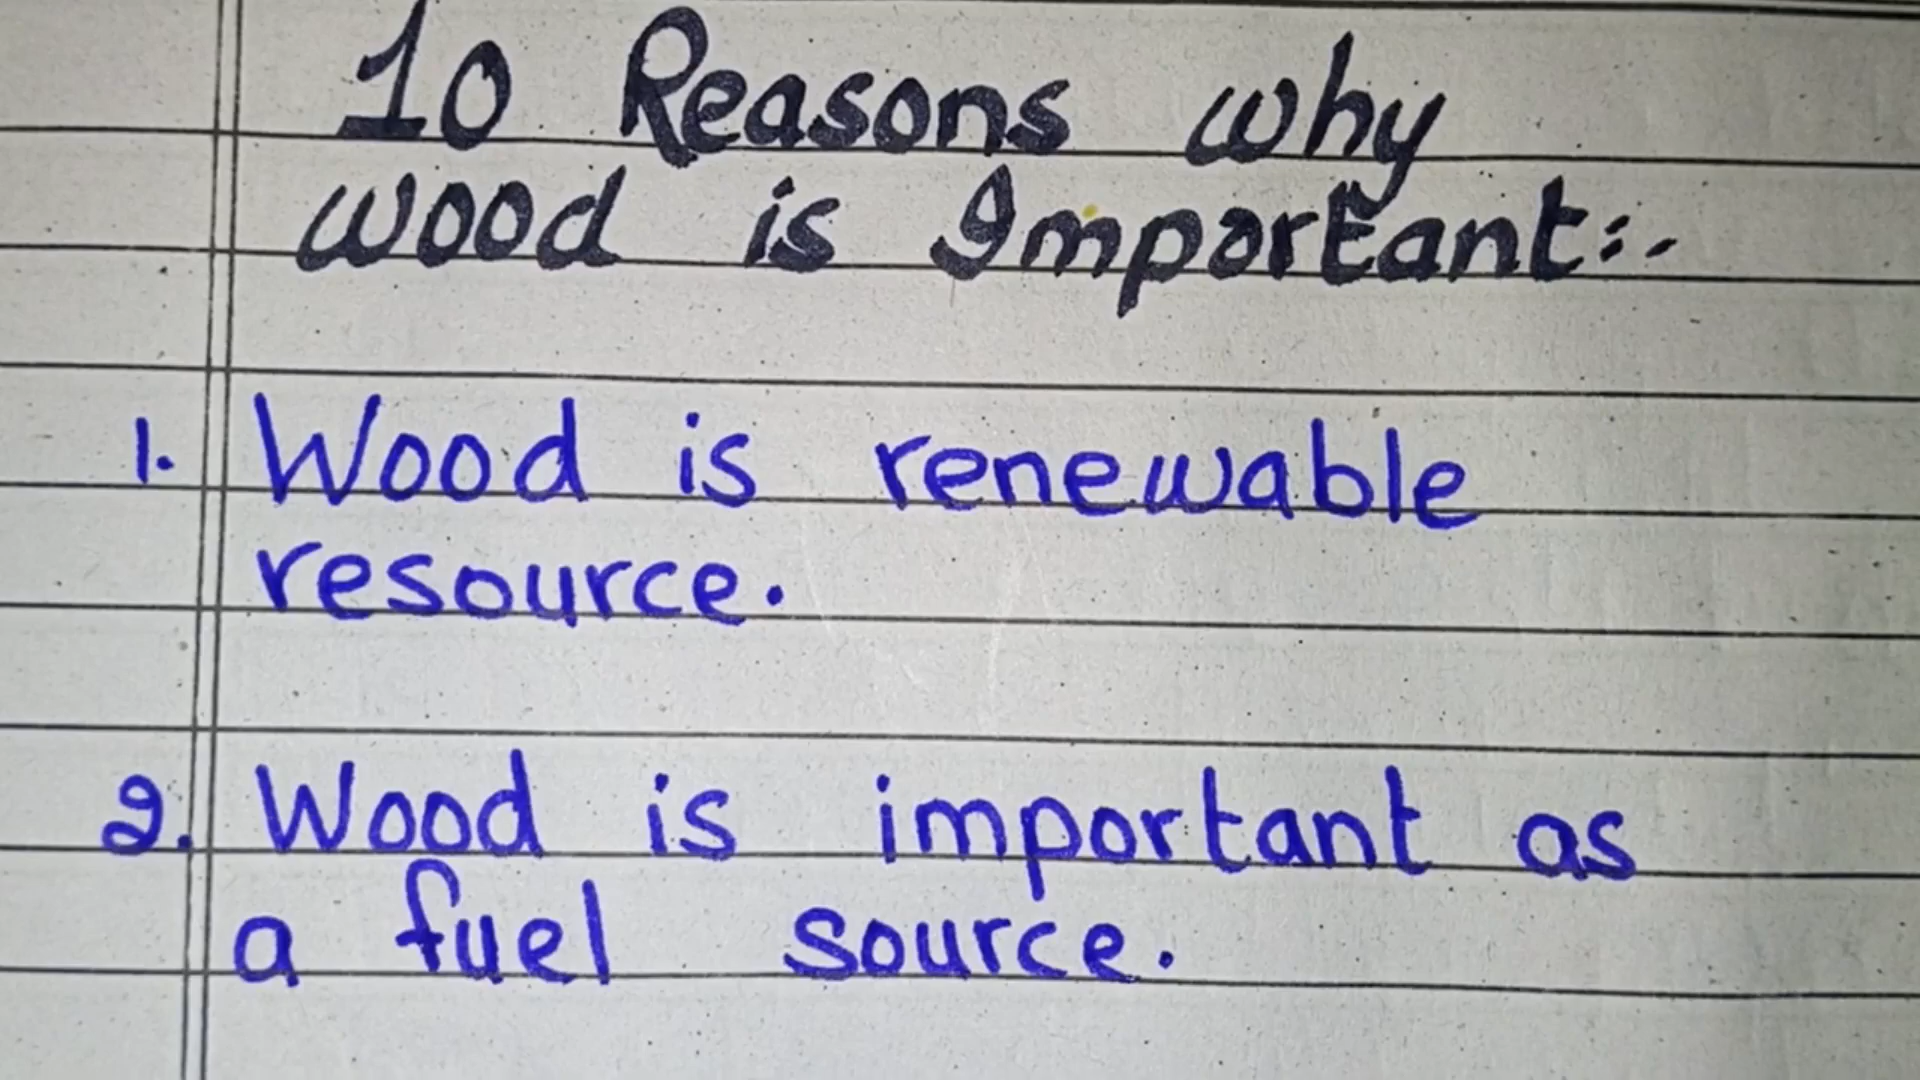 10 Reasons why
wood is Important:-
1. Wood is renewable
resource.
2. Wood is important as
a fuel source.